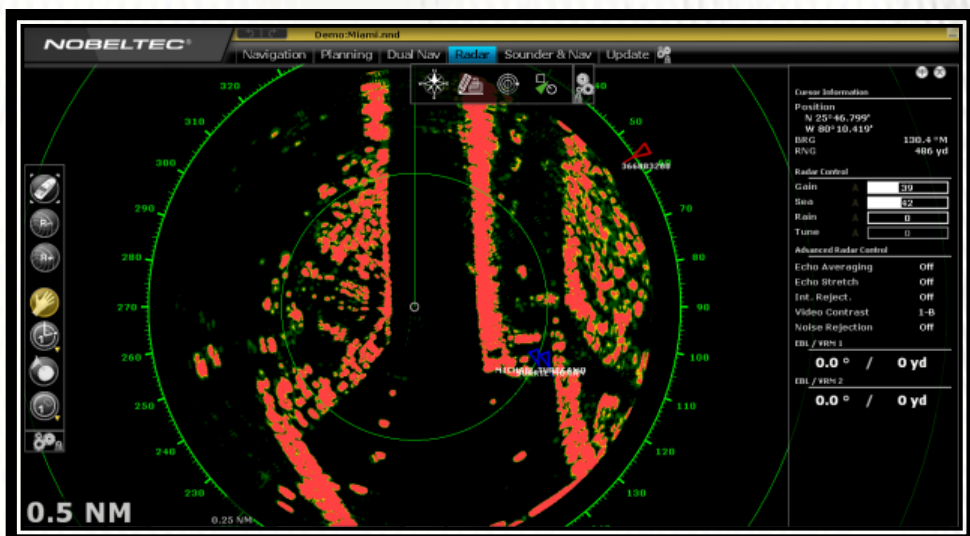 NOBELTEC®
Demo:Miami.nnd
Navigation Planning Dual Nav Radar Sounder & Nav Update
Cursor Information
Position
N 25°46.799'
W 80°10.419'
BRG 130.4 °M
RNG 486 yd
Radar Control
Gain A 39
Sea A 42
Rain A 0
Tune A 0
Advanced Radar Control
Echo Averaging Off
Echo Stretch Off
Int. Reject. Off
Video Contrast 1-B
Noise Rejection Off
EBL / VRM 1
0.0 ° / 0 yd
EBL / VRM 2
0.0 ° / 0 yd
320
310
300
290
280
270
260
250
240
230
50
60
70
80
90
100
110
120
130
R-
R+
0.5 NM
0.25 NM